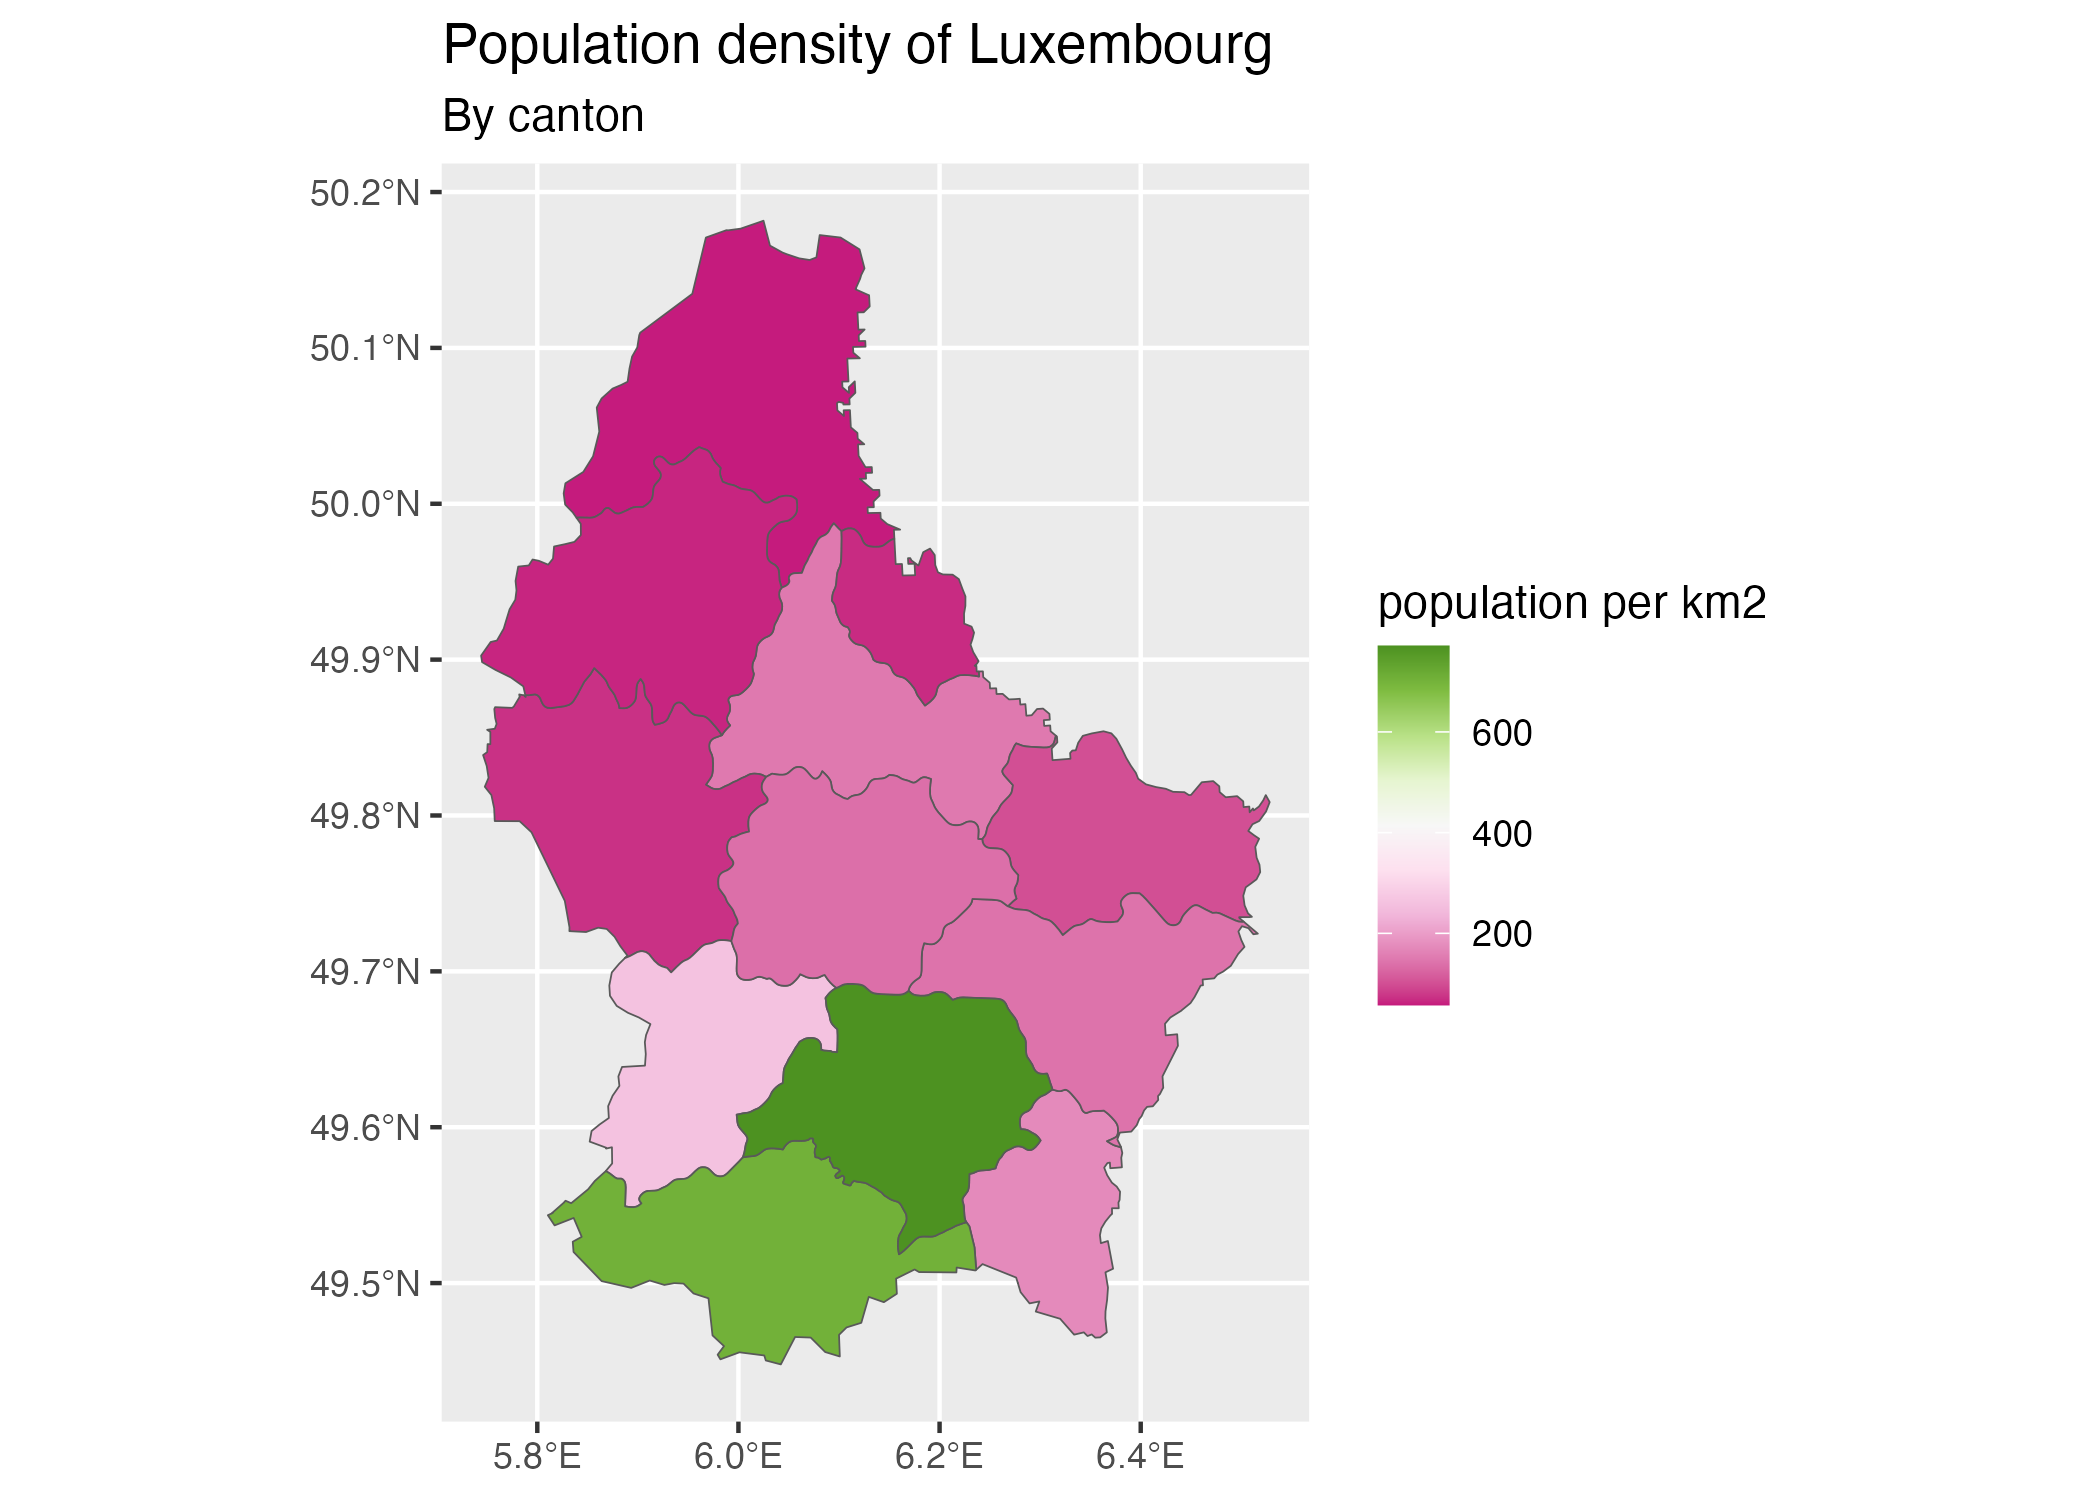 Population density of Luxembourg
By canton
50.2°N
50.1°N
50.0°N
49.9°N
49.8°N
49.7°N
49.6°N
49.5°N
5.8°E 6.0°E 6.2°E 6.4°E
population per km2
600
400
200